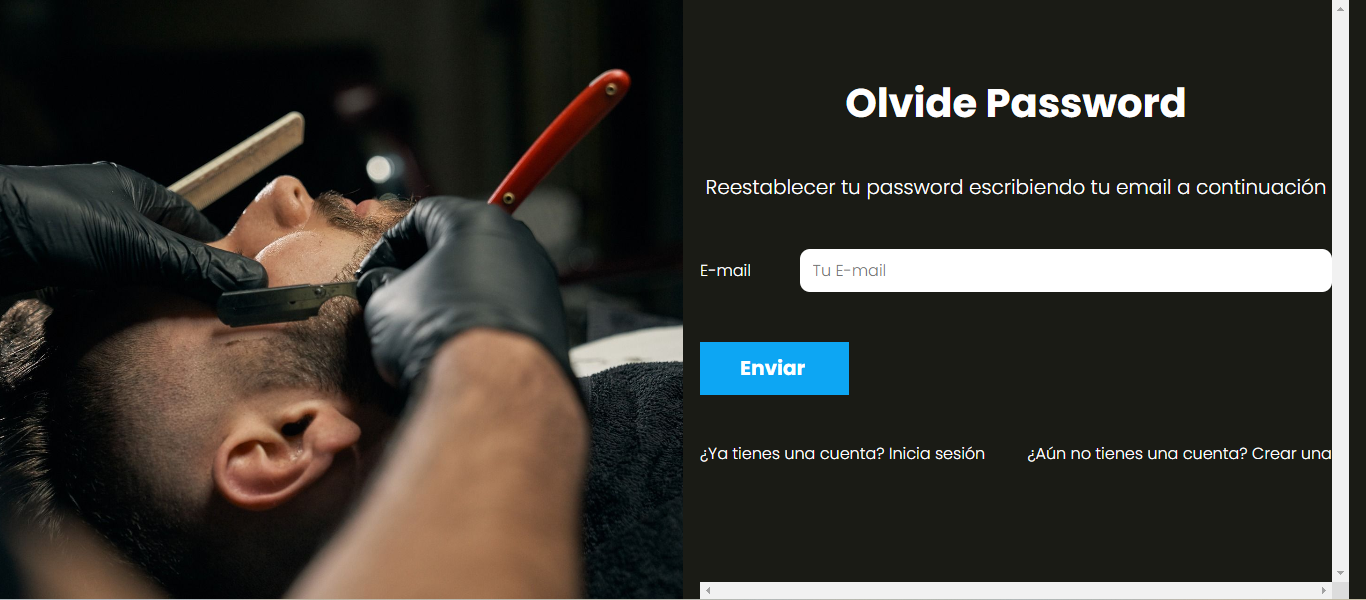 Olvide Password
Reestablecer tu password escribiendo tu email a continuación
E-mail
Tu E-mail
Enviar
¿Ya tienes una cuenta? Inicia sesión
¿Aún no tienes una cuenta? Crear una